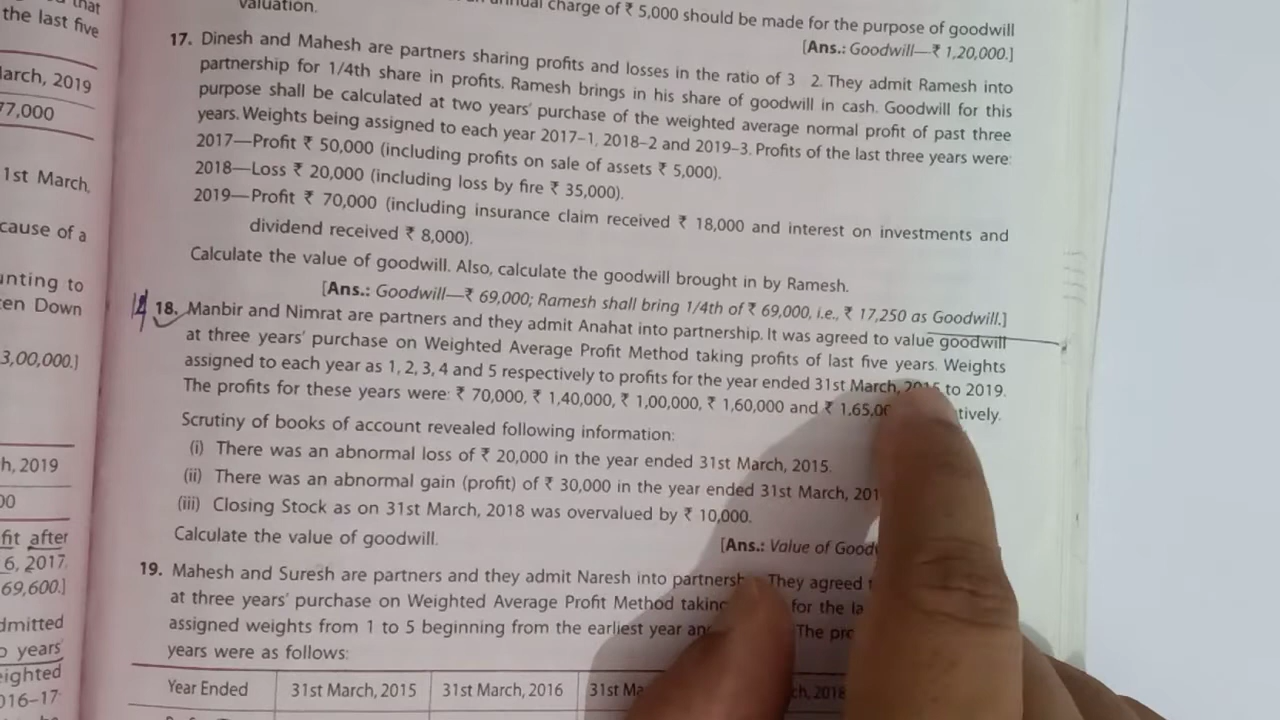 that
the last five
larch, 2019
77,000
1st March,
cause of a
unting to
ten Down
3,00,000.]
h, 2019
00
fit after
6, 2017.
69,600.]
dmitted
o years'
eighted
016–17
valuation.
annual charge of ₹ 5,000 should be made for the purpose of goodwill
[Ans.: Goodwill—₹ 1,20,000.]
17. Dinesh and Mahesh are partners sharing profits and losses in the ratio of 3 2. They admit Ramesh into
partnership for 1/4th share in profits. Ramesh brings in his share of goodwill in cash. Goodwill for this
purpose shall be calculated at two years' purchase of the weighted average normal profit of past three
years. Weights being assigned to each year 2017–1, 2018–2 and 2019–3. Profits of the last three years were:
2017—Profit ₹ 50,000 (including profits on sale of assets ₹ 5,000).
2018—Loss ₹ 20,000 (including loss by fire ₹ 35,000).
2019—Profit ₹ 70,000 (including insurance claim received ₹ 18,000 and interest on investments and
dividend received ₹ 8,000).
Calculate the value of goodwill. Also, calculate the goodwill brought in by Ramesh.
[Ans.: Goodwill—₹ 69,000; Ramesh shall bring 1/4th of ₹ 69,000, i.e., ₹ 17,250 as Goodwill.]
18. Manbir and Nimrat are partners and they admit Anahat into partnership. It was agreed to value goodwill
at three years' purchase on Weighted Average Profit Method taking profits of last five years. Weights
assigned to each year as 1, 2, 3, 4 and 5 respectively to profits for the year ended 31st March, 2015 to 2019.
The profits for these years were: ₹ 70,000, ₹ 1,40,000, ₹ 1,00,000, ₹ 1,60,000 and ₹ 1,65,00 tively.
Scrutiny of books of account revealed following information:
(i) There was an abnormal loss of ₹ 20,000 in the year ended 31st March, 2015.
(ii) There was an abnormal gain (profit) of ₹ 30,000 in the year ended 31st March, 201
(iii) Closing Stock as on 31st March, 2018 was overvalued by ₹ 10,000.
Calculate the value of goodwill.
[Ans.: Value of Good
19. Mahesh and Suresh are partners and they admit Naresh into partnersh They agreed
at three years' purchase on Weighted Average Profit Method taking for the la
assigned weights from 1 to 5 beginning from the earliest year an The pro
years were as follows:
Year Ended 31st March, 2015 31st March, 2016 31st Ma ch, 2018